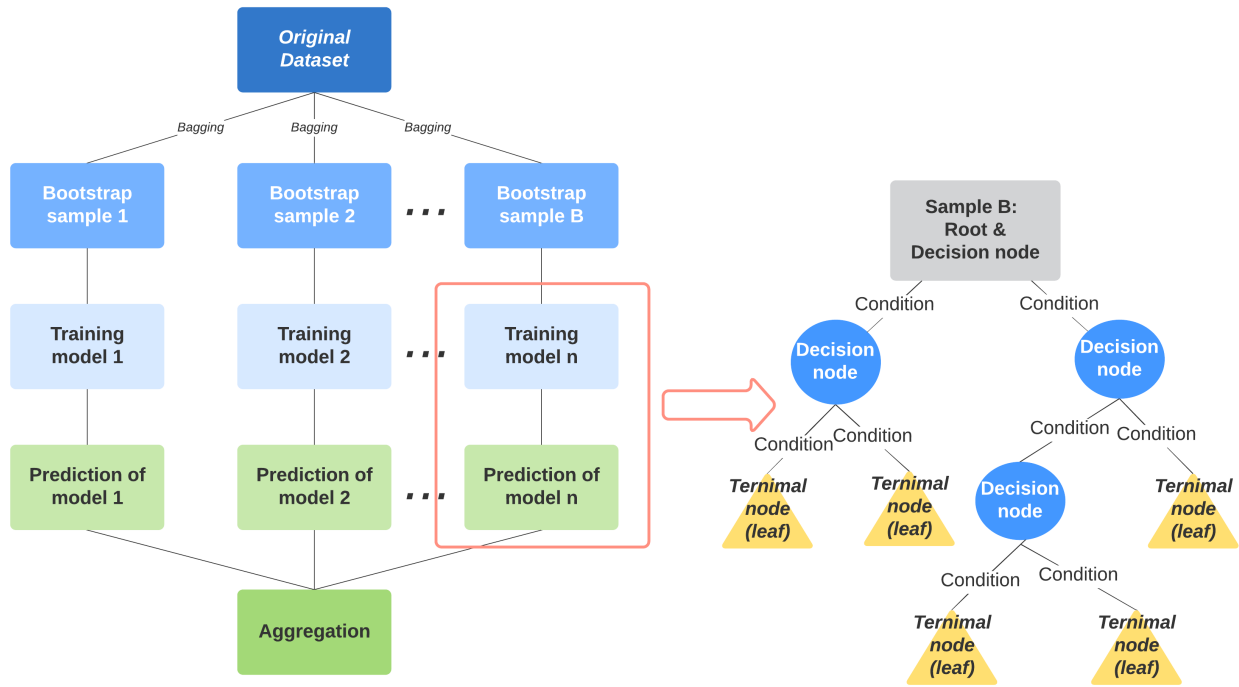 Original
Dataset
Bagging
Bagging
Bagging
Bootstrap
sample 1
Bootstrap
sample 2
...
Bootstrap
sample B
Training
model 1
Training
model 2
...
Training
model n
Prediction of
model 1
Prediction of
model 2
...
Prediction of
model n
Aggregation
Sample B:
Root &
Decision node
Condition
Condition
Decision
node
Decision
node
Condition
Condition
Condition
Condition
Ternimal
node
(leaf)
Ternimal
node
(leaf)
Decision
node
Ternimal
node
(leaf)
Condition
Condition
Ternimal
node
(leaf)
Ternimal
node
(leaf)